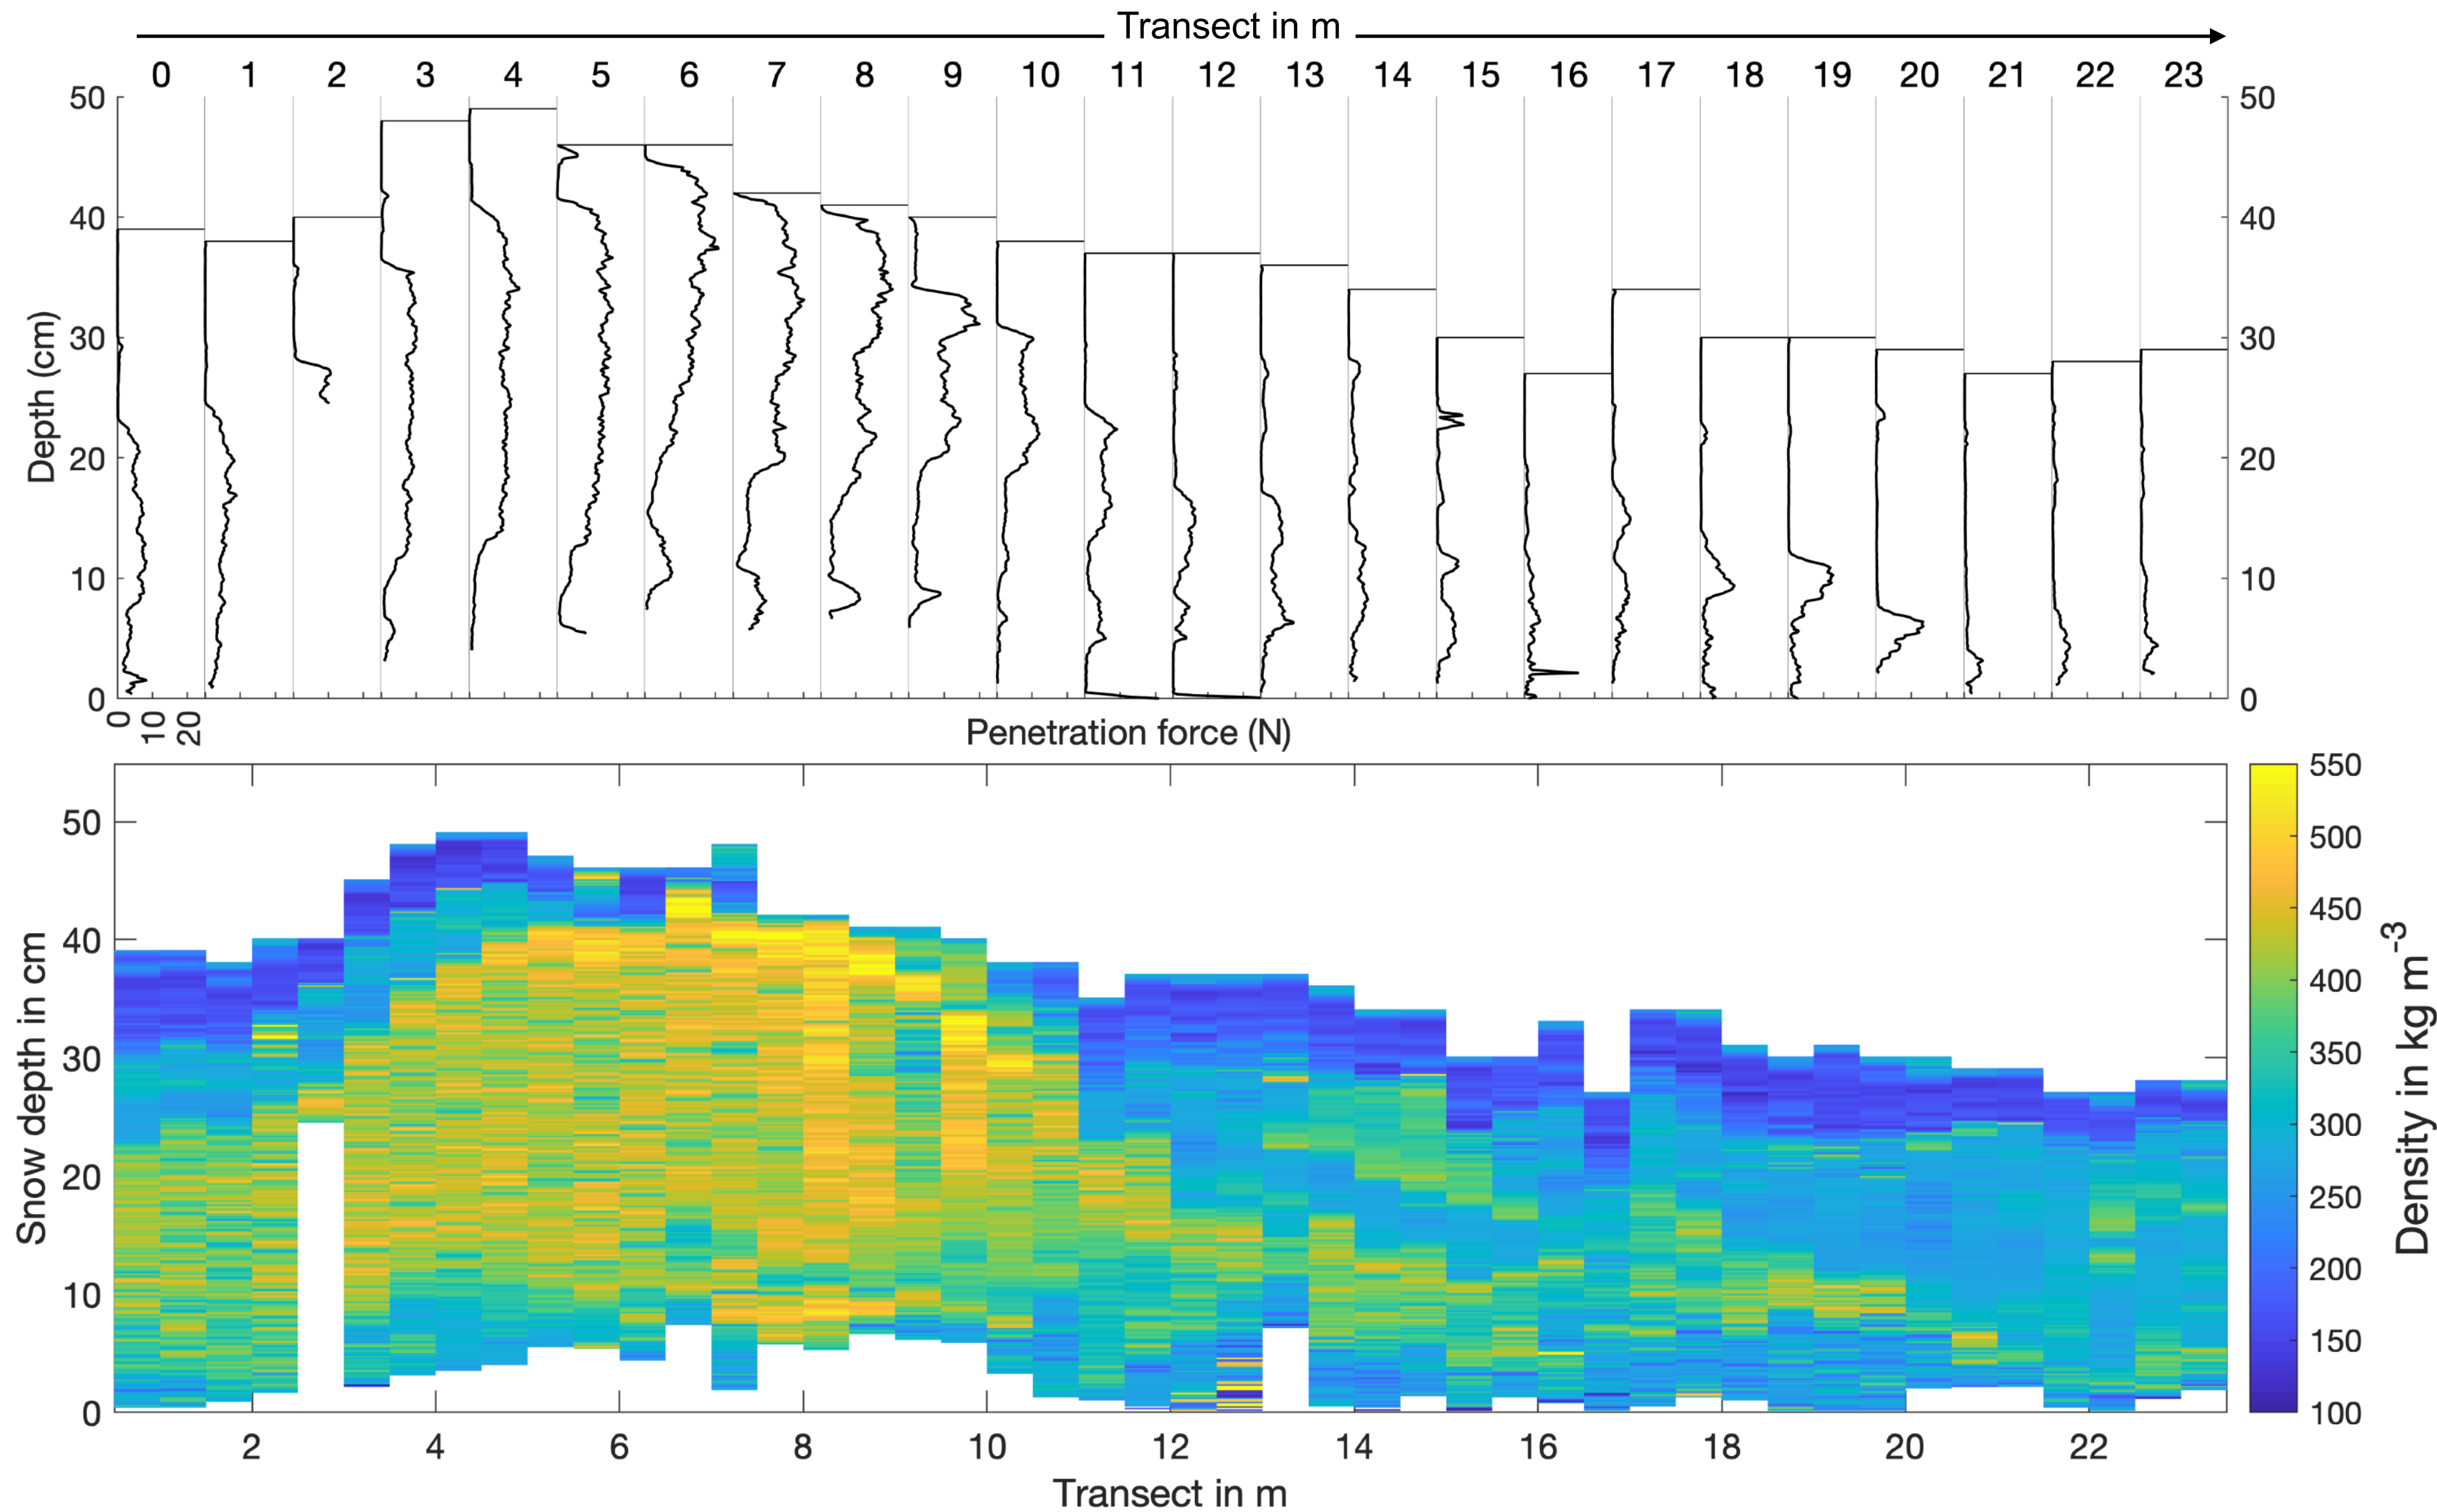 Transect in m
0 1 2 3 4 5 6 7 8 9 10 11 12 13 14 15 16 17 18 19 20 21 22 23
50 50
40 40
30 30
20 20
10 10
0 0
Depth (cm)
0 10 20
Penetration force (N)
50
40
30
20
10
0
Snow depth in cm
2 4 6 8 10 12 14 16 18 20 22
Transect in m
550
500
450
400
350
300
250
200
150
100
Density in kg m⁻³